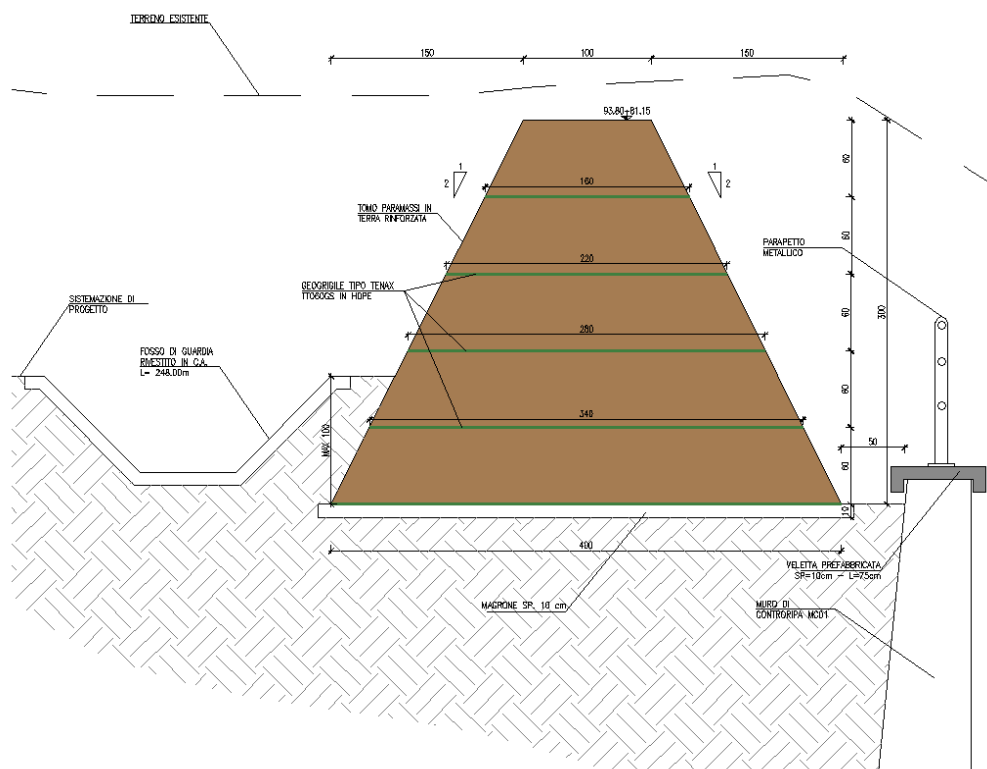 TERRENO ESISTENTE
150
100
150
93.80÷81.15
1
2
1
2
160
60
TOMO PARAMASSI IN
TERRA RINFORZATA
60
PARAPETTO
METALLICO
220
GEOGRIGLIE TIPO TENAX
TT060GS IN HDPE
SISTEMAZIONE DI
PROGETTO
60
300
280
FOSSO DI GUARDIA
RIVESTITO IN C.A.
L= 248.00m
60
340
MAX 100
50
60
10
400
VELETTA PREFABBRICATA
SP=10cm - L=75cm
MAGRONE SP. 10 cm
MURO DI
CONTRORIPA MC01